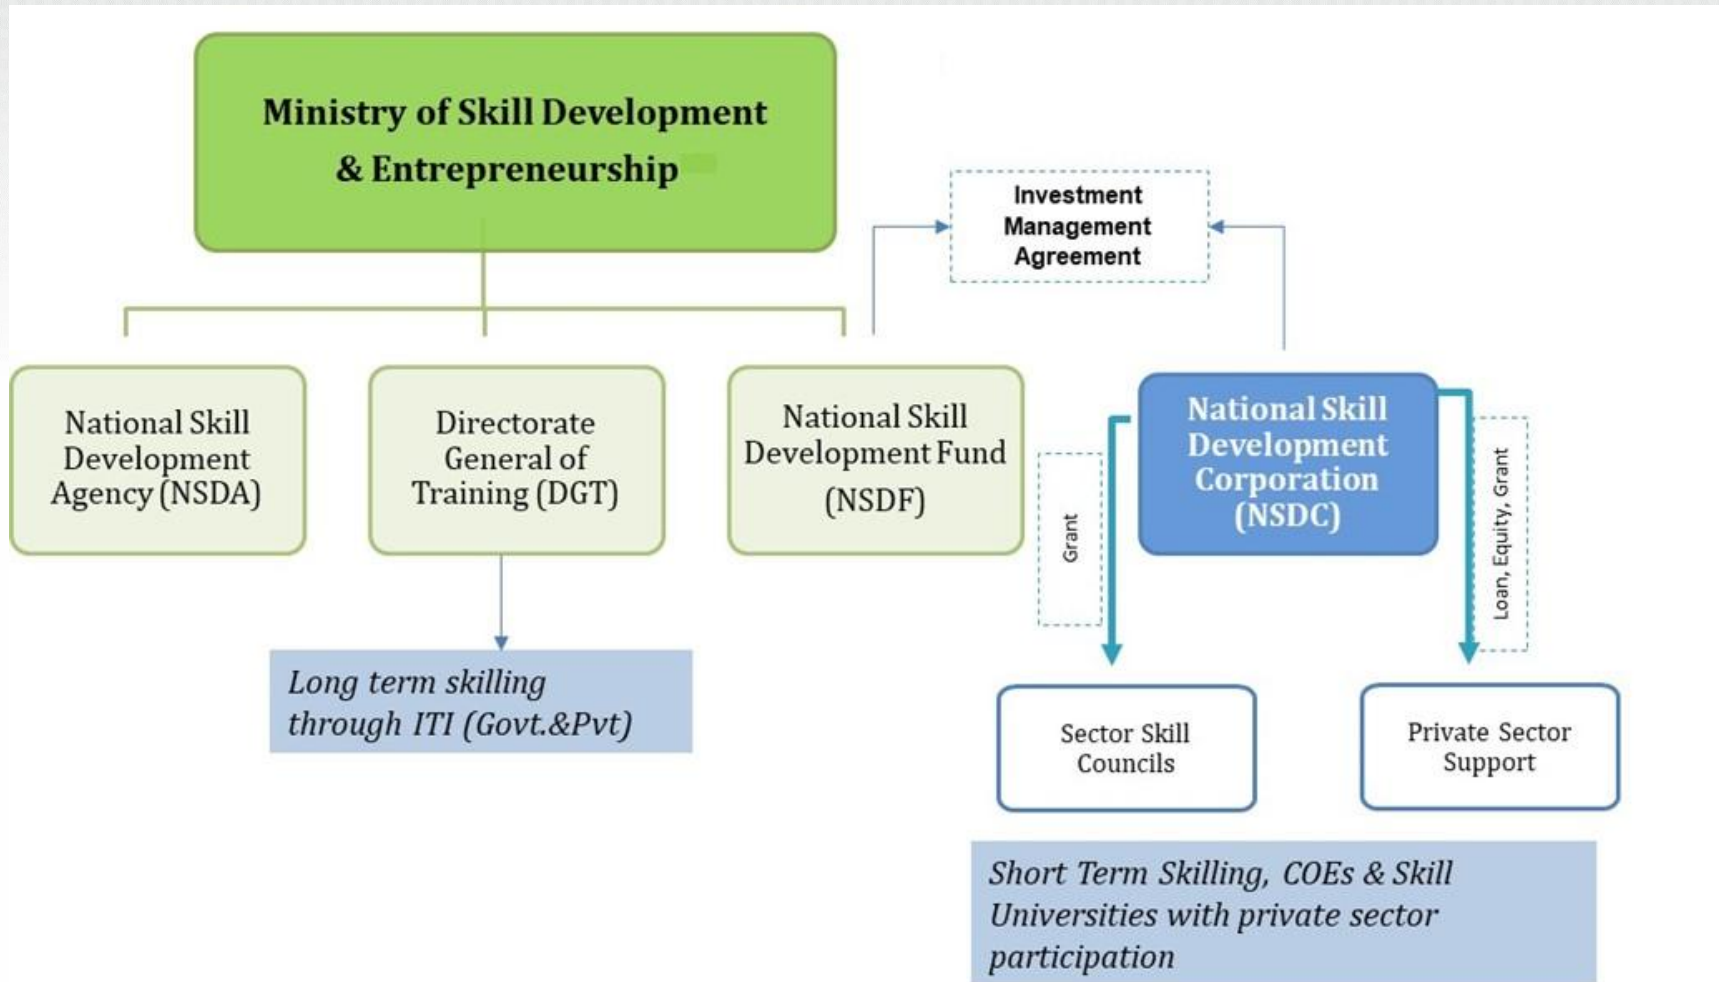 Ministry of Skill Development
& Entrepreneurship
Investment
Management
Agreement
National Skill
Development
Agency (NSDA)
Directorate
General of
Training (DGT)
National Skill
Development Fund
(NSDF)
National Skill
Development
Corporation
(NSDC)
Grant
Loan, Equity, Grant
Long term skilling
through ITI (Govt.&Pvt)
Sector Skill
Councils
Private Sector
Support
Short Term Skilling, COEs & Skill
Universities with private sector
participation